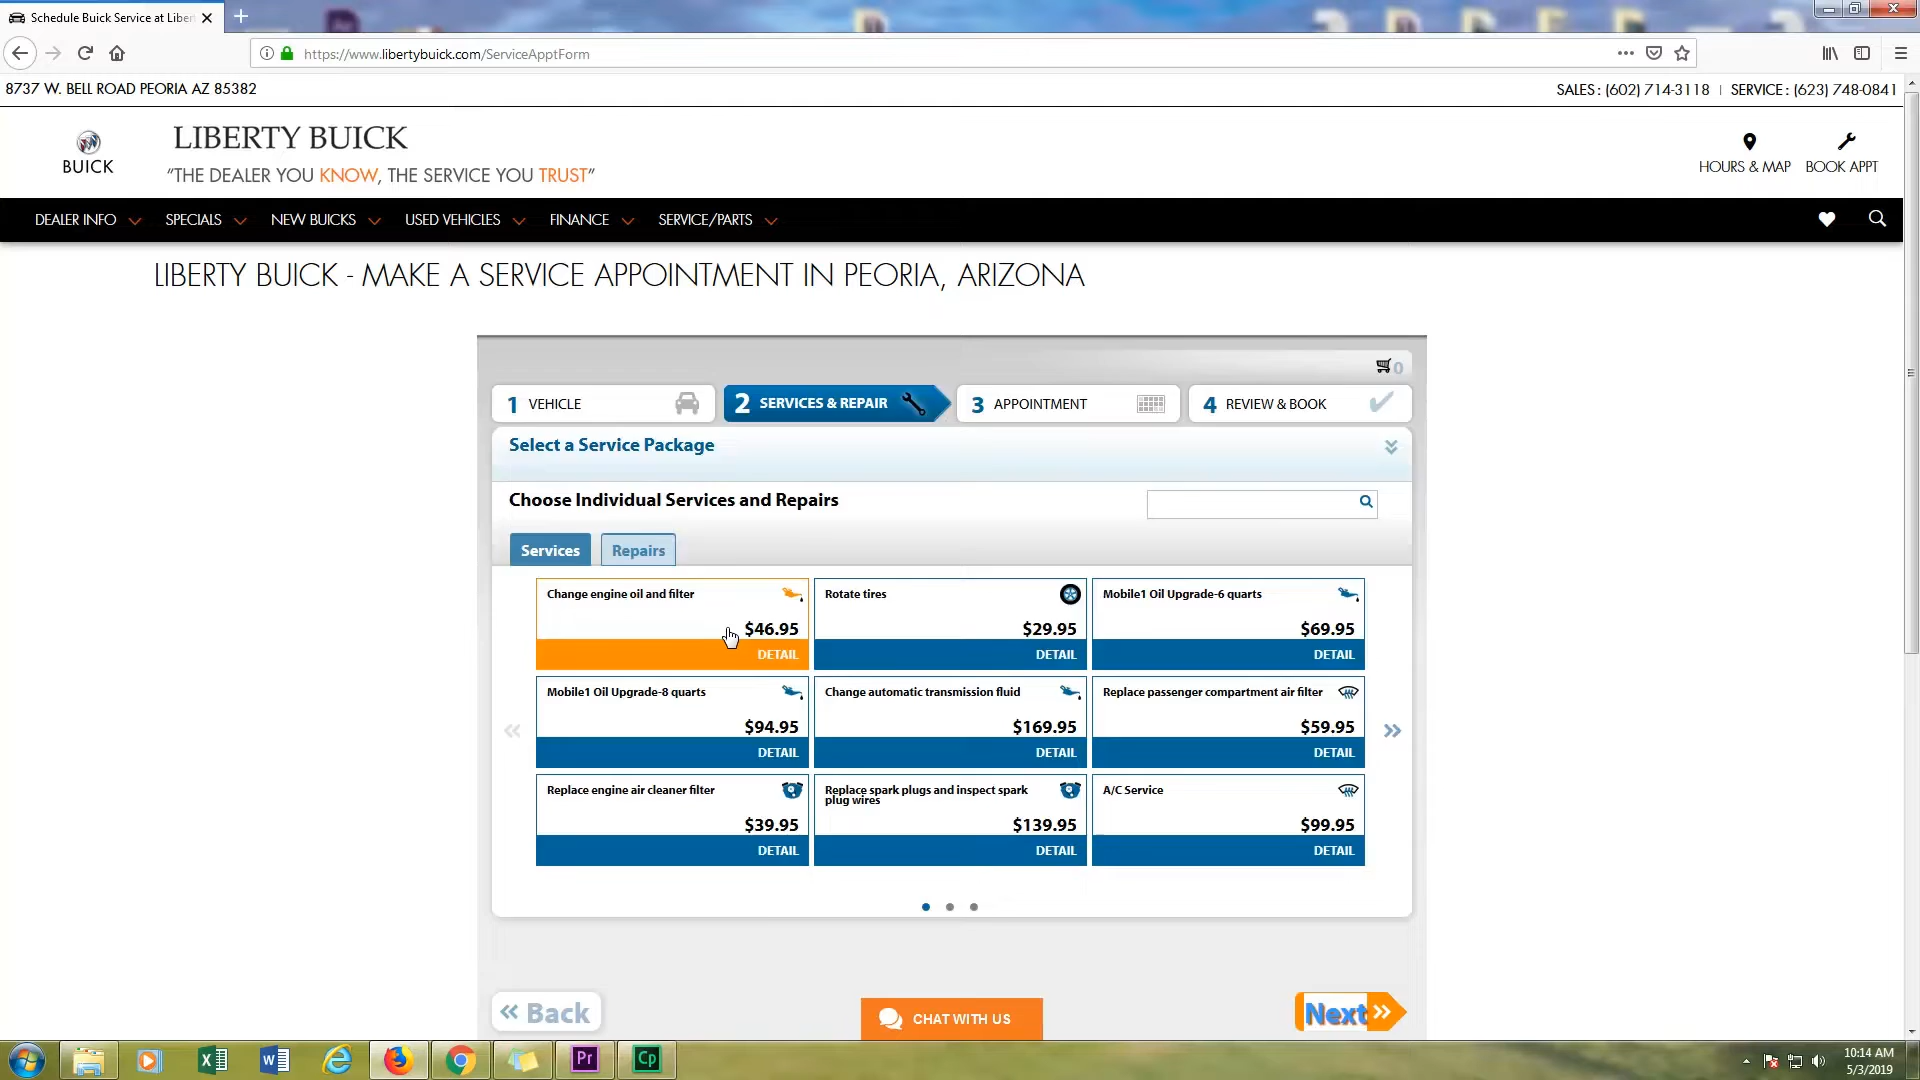 Schedule Buick Service at Libert
https://www.libertybuick.com/ServiceApptForm
8737 W. BELL ROAD PEORIA AZ 85382
SALES : (602) 714-3118 | SERVICE : (623) 748-0841
BUICK
LIBERTY BUICK
“THE DEALER YOU KNOW, THE SERVICE YOU TRUST”
HOURS & MAP
BOOK APPT
DEALER INFO
SPECIALS
NEW BUICKS
USED VEHICLES
FINANCE
SERVICE/PARTS
LIBERTY BUICK - MAKE A SERVICE APPOINTMENT IN PEORIA, ARIZONA
0
1 VEHICLE
2 SERVICES & REPAIR
3 APPOINTMENT
4 REVIEW & BOOK
Select a Service Package
Choose Individual Services and Repairs
Services
Repairs
Change engine oil and filter
$46.95
DETAIL
Rotate tires
$29.95
DETAIL
Mobile1 Oil Upgrade-6 quarts
$69.95
DETAIL
Mobile1 Oil Upgrade-8 quarts
$94.95
DETAIL
Change automatic transmission fluid
$169.95
DETAIL
Replace passenger compartment air filter
$59.95
DETAIL
Replace engine air cleaner filter
$39.95
DETAIL
Replace spark plugs and inspect spark
plug wires
$139.95
DETAIL
A/C Service
$99.95
DETAIL
Back
CHAT WITH US
Next
Pr
Cp
10:14 AM
5/3/2019